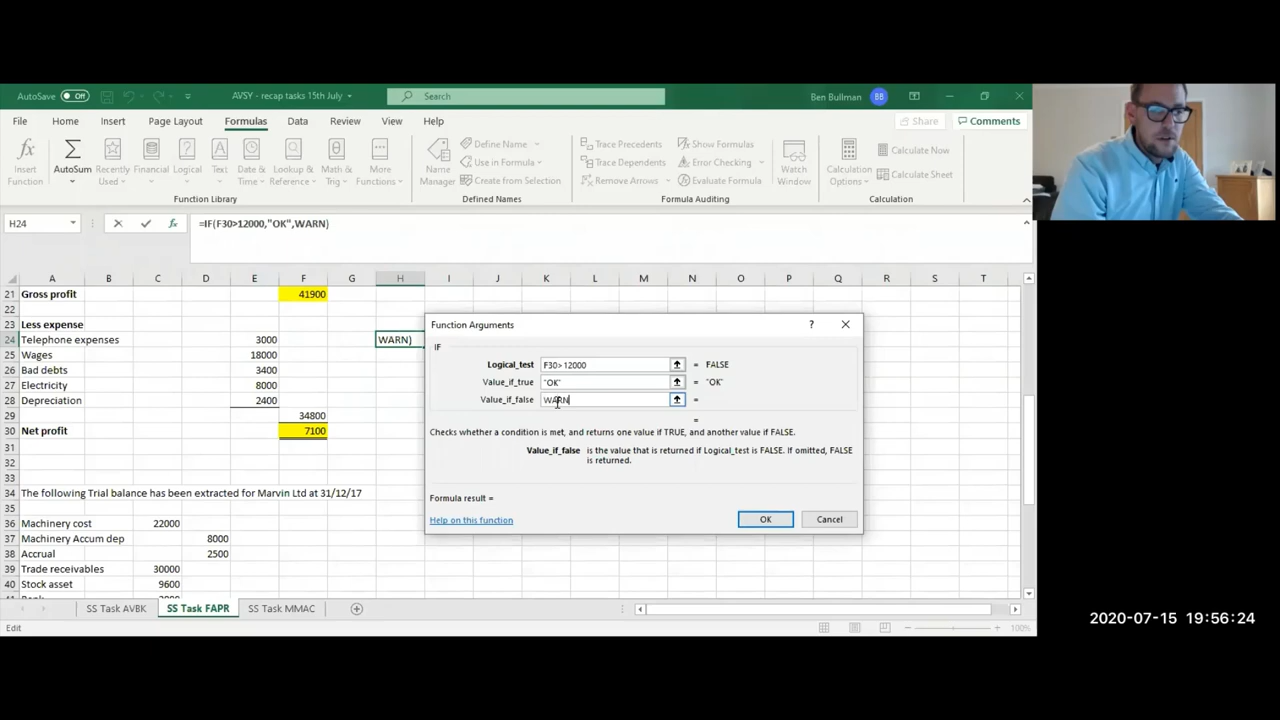 AutoSave Off AVSY - recap tasks 15th July Search Ben Bullman BB
File Home Insert Page Layout Formulas Data Review View Help Share Comments
Insert Function AutoSum Recently Used Financial Logical Text Date & Time Lookup & Reference Math & Trig More Functions
Function Library
Name Manager Define Name Use in Formula Create from Selection
Defined Names
Trace Precedents Show Formulas
Trace Dependents Error Checking
Remove Arrows Evaluate Formula
Formula Auditing
Watch Window
Calculation Options Calculate Now Calculate Sheet
Calculation
H24 fx =IF(F30>12000,"OK",WARN)
A B C D E F G H I J K L M N O P Q R S T
21 Gross profit 41900
22
23 Less expense
24 Telephone expenses 3000 WARN)
25 Wages 18000
26 Bad debts 3400
27 Electricity 8000
28 Depreciation 2400
29 34800
30 Net profit 7100
31
32
33
34 The following Trial balance has been extracted for Marvin Ltd at 31/12/17
35
36 Machinery cost 22000
37 Machinery Accum dep 8000
38 Accrual 2500
39 Trade receivables 30000
40 Stock asset 9600
Function Arguments ?
IF
Logical_test F30>12000 = FALSE
Value_if_true "OK" = "OK"
Value_if_false WARN =
=
Checks whether a condition is met, and returns one value if TRUE, and another value if FALSE.
Value_if_false is the value that is returned if Logical_test is FALSE. If omitted, FALSE
is returned.
Formula result =
Help on this function OK Cancel
SS Task AVBK SS Task FAPR SS Task MMAC
Edit 100%
2020-07-15 19:56:24